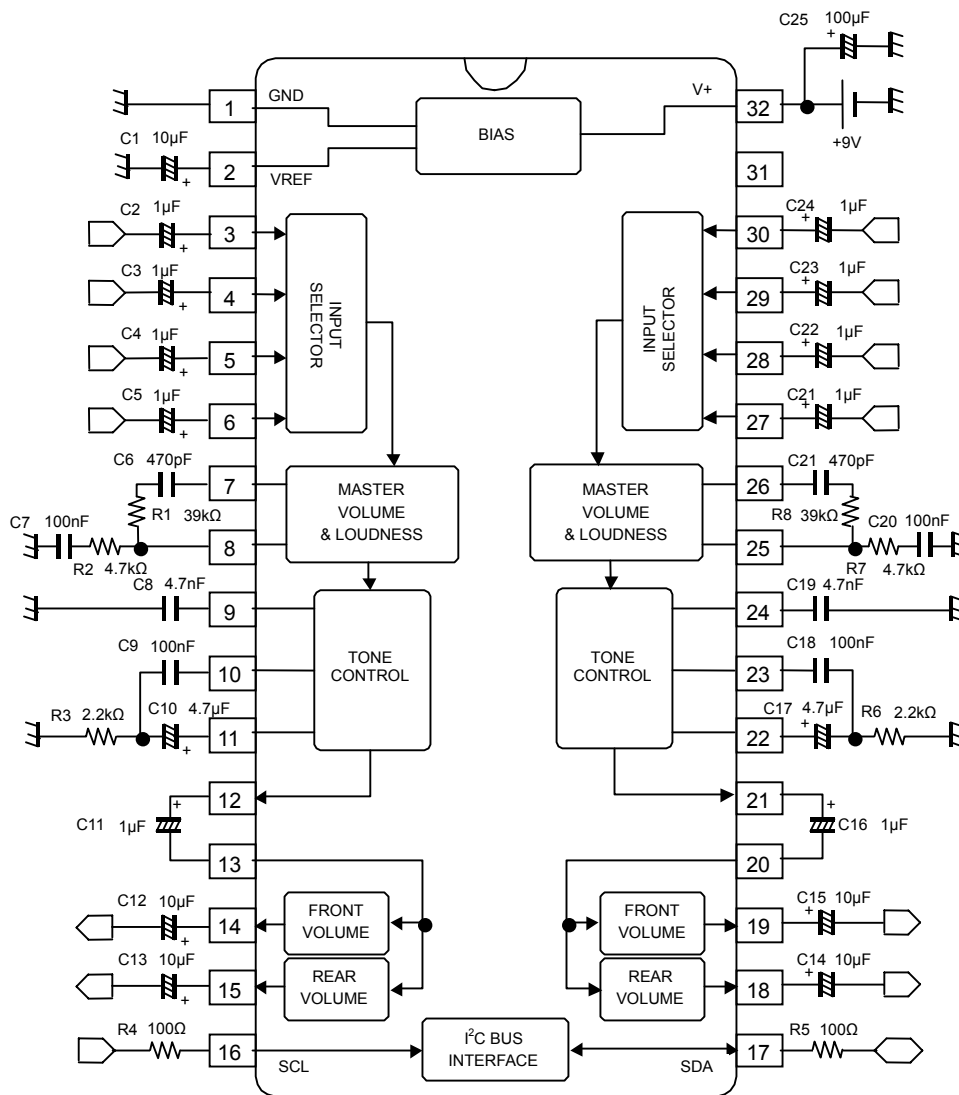 C25 100µF
+
1 GND V+ 32
BIAS
+9V
C1 10µF
+
2 VREF 31
C2 1µF
+
3 30
C24 1µF
+
C3 1µF
+
4 29
C23 1µF
+
INPUT
SELECTOR
INPUT
SELECTOR
C4 1µF
+
5 28
C22 1µF
+
C5 1µF
+
6 27
C21 1µF
+
C6 470pF
7 26
C21 470pF
R1 39kΩ
R8 39kΩ
MASTER
VOLUME
& LOUDNESS
MASTER
VOLUME
& LOUDNESS
C7 100nF
8 25
C20 100nF
R2 4.7kΩ
R7 4.7kΩ
C8 4.7nF
9 24
C19 4.7nF
C9 100nF
10 23
C18 100nF
TONE
CONTROL
TONE
CONTROL
R3 2.2kΩ
C10 4.7µF
+
11 22
C17 4.7µF
+
R6 2.2kΩ
12 21
+
C11 1µF
+
C16 1µF
13 20
C12 10µF
+
14
FRONT
VOLUME
FRONT
VOLUME
19
C15 10µF
+
C13 10µF
+
15
REAR
VOLUME
REAR
VOLUME
18
C14 10µF
+
R4 100Ω
16 SCL
I²C BUS
INTERFACE
SDA 17
R5 100Ω